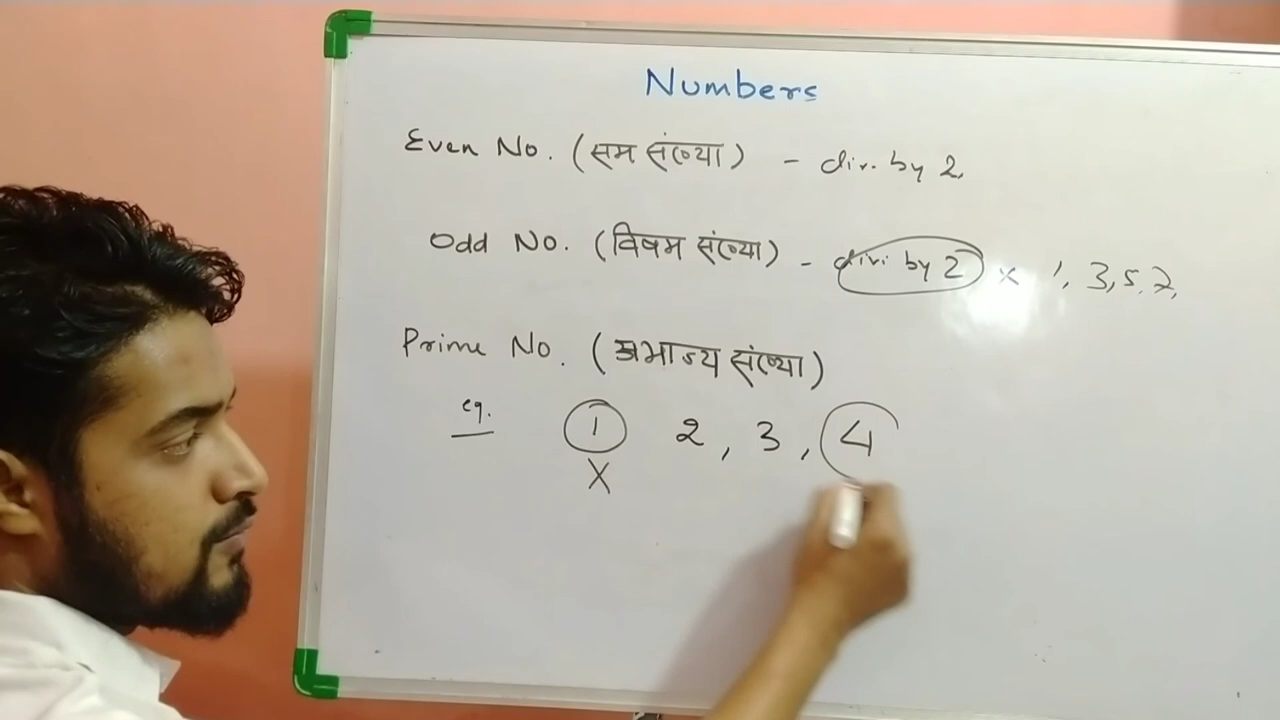 Numbers
Even No. (सम संख्या) - div. by 2,
Odd No. (विषम संख्या) - divi. by 2 x 1, 3, 5, 7,
Prime No. (अभाज्य संख्या)
eg. 1 2, 3, 4
X